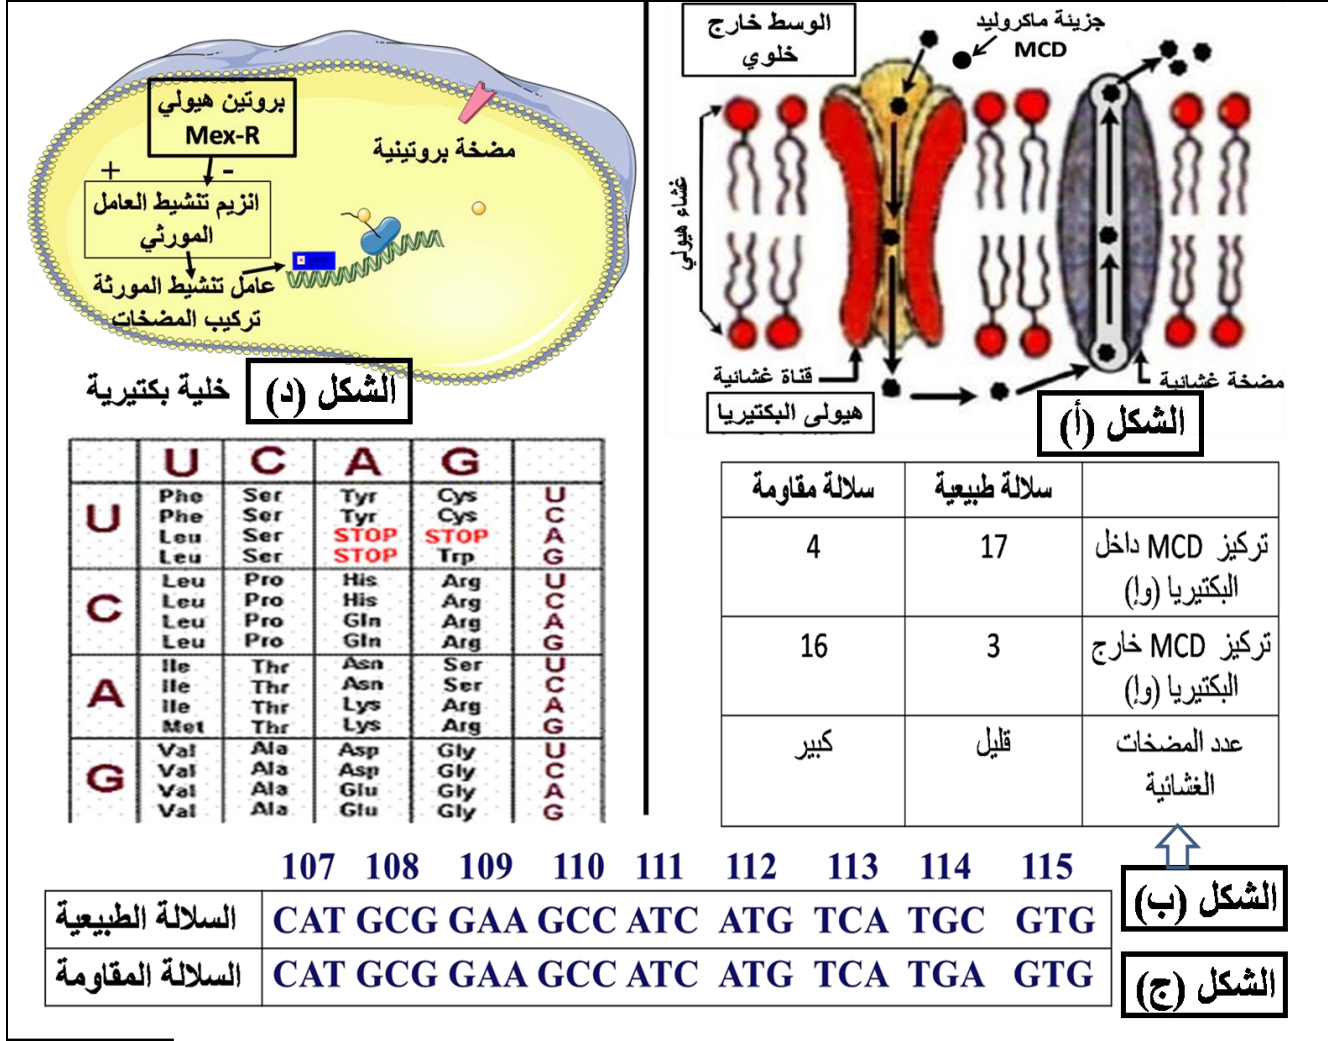 الوسط خارج
خلوي
جزيئة ماكروليد
MCD
غشاء هيولي
قناة غشائية
مضخة غشائية
هيولى البكتيريا
الشكل (أ)
بروتين هيولي
Mex-R
+ -
انزيم تنشيط العامل
المورثي
عامل تنشيط المورثة
تركيب المضخات
مضخة بروتينية
الشكل (د)
خلية بكتيرية
U C A G
U
Phe Ser Tyr Cys U
Phe Ser Tyr Cys C
Leu Ser STOP STOP A
Leu Ser STOP Trp G
C
Leu Pro His Arg U
Leu Pro His Arg C
Leu Pro Gln Arg A
Leu Pro Gln Arg G
A
Ile Thr Asn Ser U
Ile Thr Asn Ser C
Ile Thr Lys Arg A
Met Thr Lys Arg G
G
Val Ala Asp Gly U
Val Ala Asp Gly C
Val Ala Glu Gly A
Val Ala Glu Gly G
سلالة طبيعية سلالة مقاومة
تركيز MCD داخل
البكتيريا (وإ)
17 4
تركيز MCD خارج
البكتيريا (وإ)
3 16
عدد المضخات
الغشائية
قليل كبير
الشكل (ب)
107 108 109 110 111 112 113 114 115
السلالة الطبيعية CAT GCG GAA GCC ATC ATG TCA TGC GTG
السلالة المقاومة CAT GCG GAA GCC ATC ATG TCA TGA GTG
الشكل (ج)